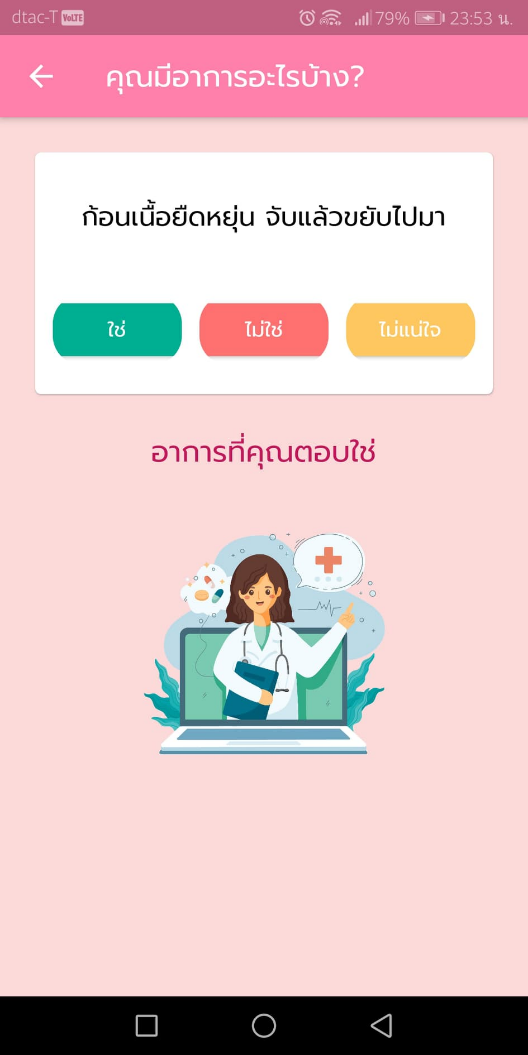 dtac-T VoLTE 79% 23:53 น.
คุณมีอาการอะไรบ้าง?
ก้อนเนื้อยืดหยุ่น จับแล้วขยับไปมา
ใช่ ไม่ใช่ ไม่แน่ใจ
อาการที่คุณตอบใช่